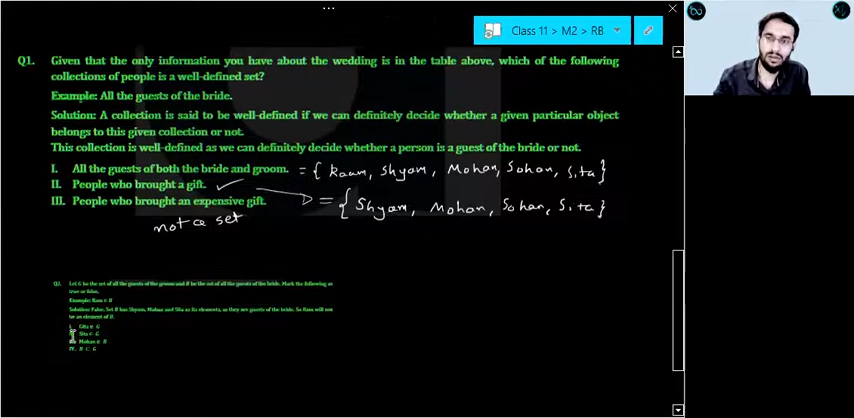 Class 11 > M2 > RB
Q1. Given that the only information you have about the wedding is in the table above, which of the following
collections of people is a well-defined set?
Example: All the guests of the bride.
Solution: A collection is said to be well-defined if we can definitely decide whether a given particular object
belongs to this given collection or not.
This collection is well-defined as we can definitely decide whether a person is a guest of the bride or not.
I. All the guests of both the bride and groom. = { Raam, Shyam, Mohan, Sohan, Sita}
II. People who brought a gift. ✓
III. People who brought an expensive gift. = { Shyam, Mohan, Sohan, Sita}
not a set
Q2. Let G be the set of all the guests of the groom and B be the set of all the guests of the bride. Mark the following as
true or false.
Example: Ram ∈ B
Solution: False. Set B has Shyam, Mohan and Sita as its elements, as they are guests of the bride. So Ram will not
be an element of B.
I. Gita ∉ G
Sita ∈ G
Mohan ∉ B
IV. B ⊂ G